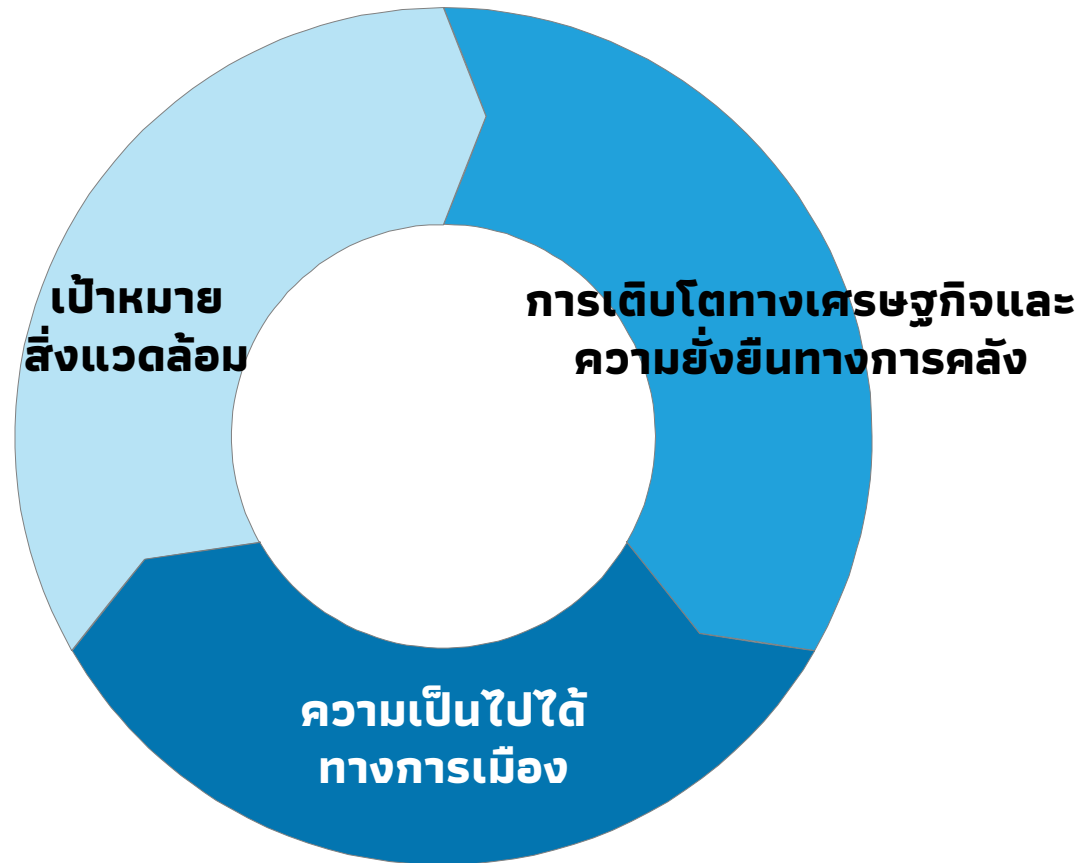 เป้าหมาย
สิ่งแวดล้อม
การเติบโตทางเศรษฐกิจและ
ความยั่งยืนทางการคลัง
ความเป็นไปได้
ทางการเมือง